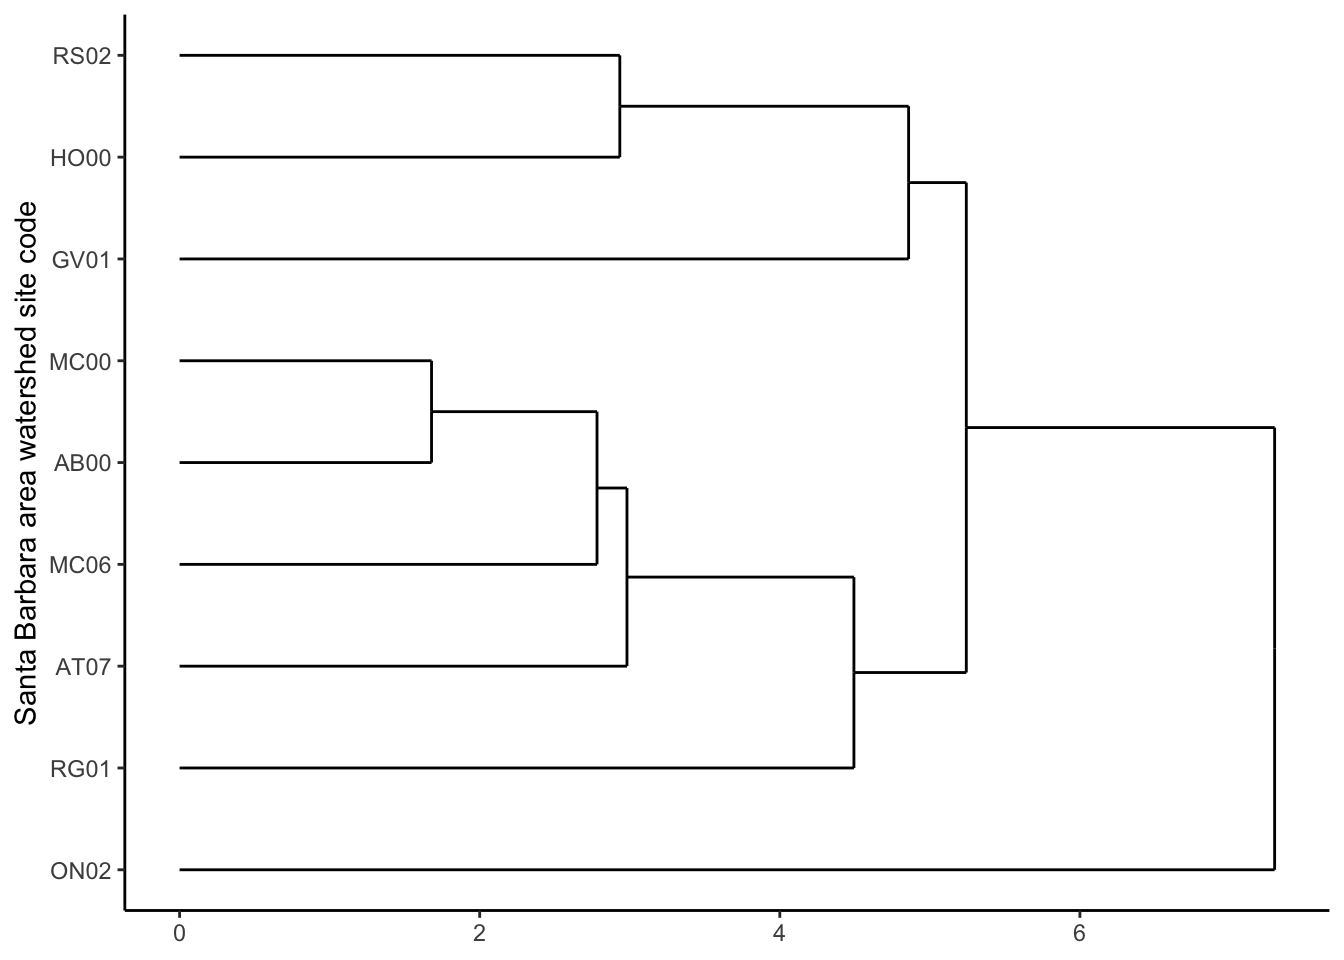 Santa Barbara area watershed site code
RS02
HO00
GV01
MC00
AB00
MC06
AT07
RG01
ON02
0 2 4 6